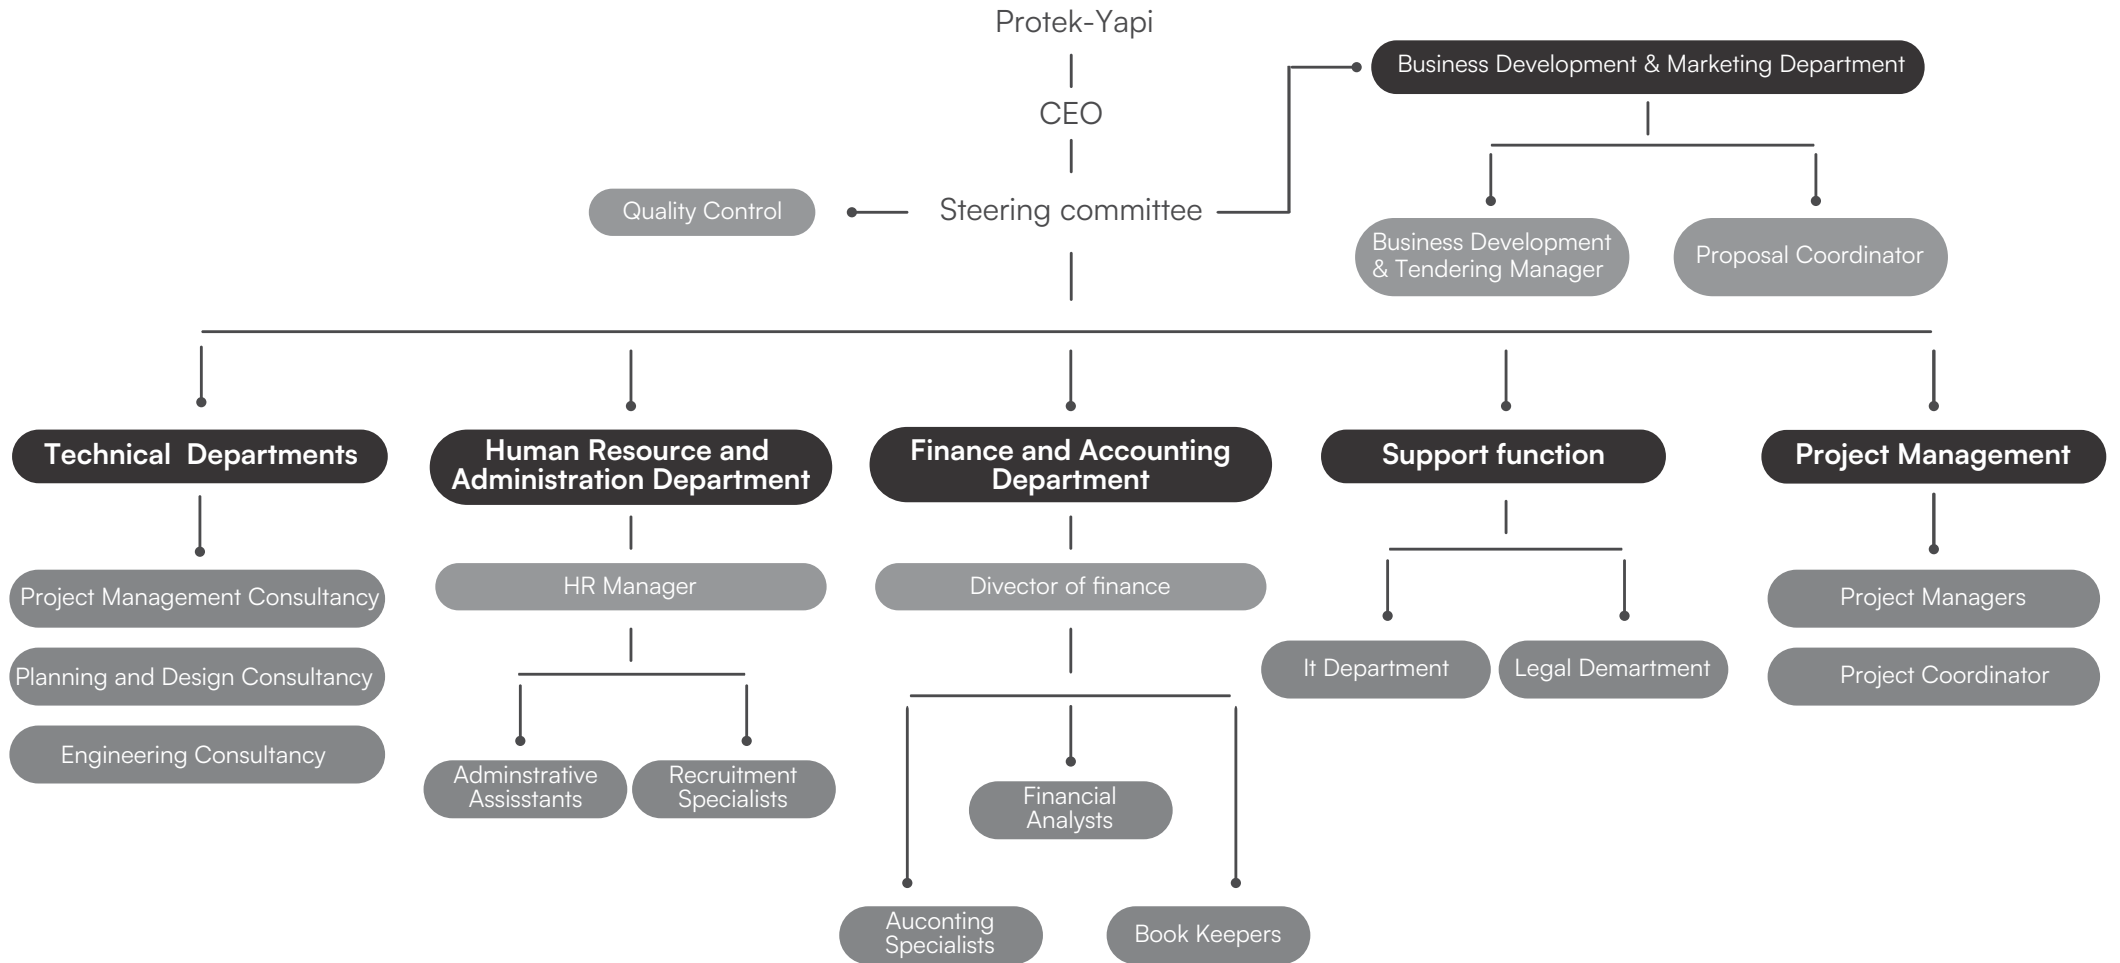 Protek-Yapi
CEO
Steering committee
Quality Control
Business Development & Marketing Department
Business Development
& Tendering Manager
Proposal Coordinator
Technical Departments
Project Management Consultancy
Planning and Design Consultancy
Engineering Consultancy
Human Resource and
Administration Department
HR Manager
Adminstrative
Assisstants
Recruitment
Specialists
Finance and Accounting
Department
Divector of finance
Financial
Analysts
Auconting
Specialists
Book Keepers
Support function
It Department
Legal Demartment
Project Management
Project Managers
Project Coordinator